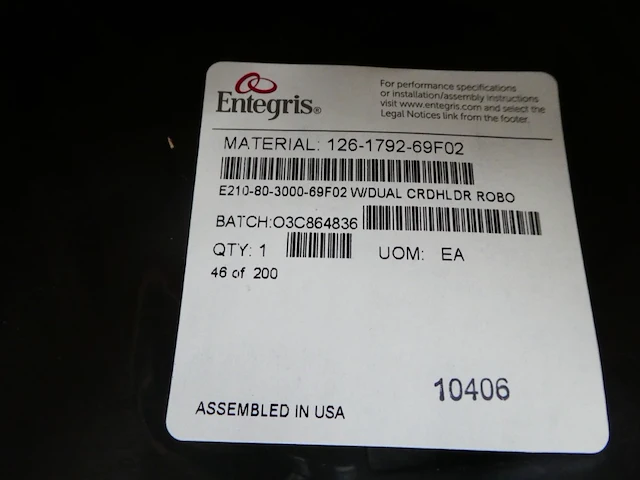 Entegris®
For performance specifications
or installation/assembly instructions
visit www.entegris.com and select the
Legal Notices link from the footer.
MATERIAL: 126-1792-69F02
E210-80-3000-69F02 W/DUAL CRDHLDR ROBO
BATCH:O3C864836
QTY: 1 UOM: EA
46 of 200
10406
ASSEMBLED IN USA